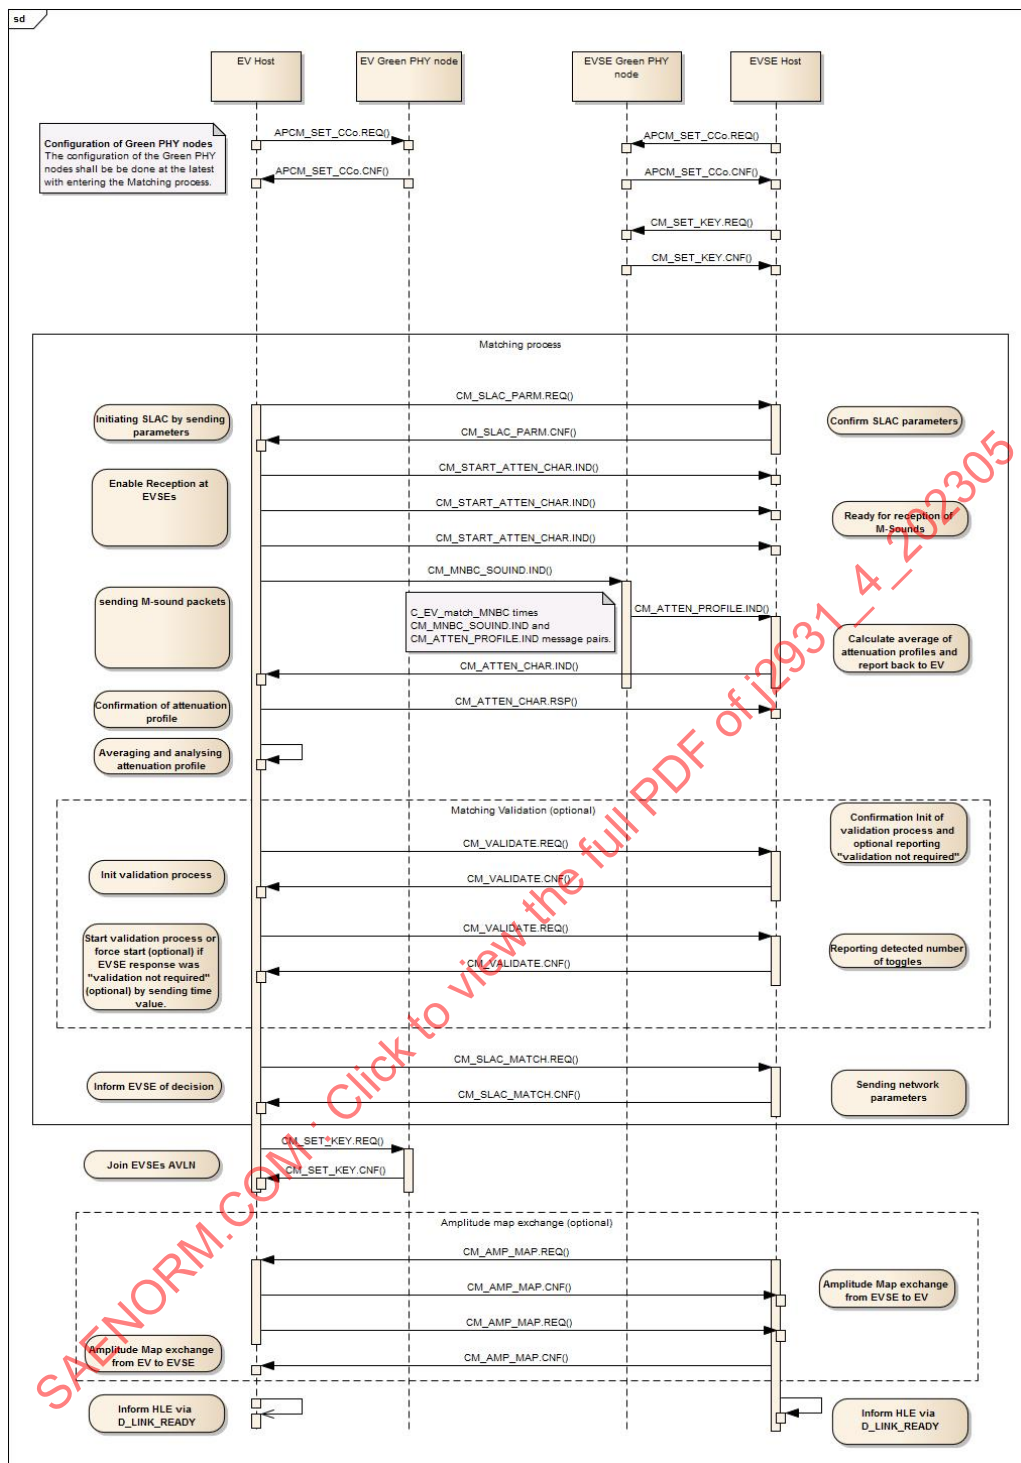 sd
EV Host
EV Green PHY node
EVSE Green PHY
node
EVSE Host
Configuration of Green PHY nodes
The configuration of the Green PHY
nodes shall be be done at the latest
with entering the Matching process.
APCM_SET_CCo.REQ()
APCM_SET_CCo.REQ()
APCM_SET_CCo.CNF()
APCM_SET_CCo.CNF()
CM_SET_KEY.REQ()
CM_SET_KEY.CNF()
Matching process
CM_SLAC_PARM.REQ()
Initiating SLAC by sending
parameters
Confirm SLAC parameters
CM_SLAC_PARM.CNF()
CM_START_ATTEN_CHAR.IND()
Enable Reception at
EVSEs
CM_START_ATTEN_CHAR.IND()
Ready for reception of
M-Sounds
CM_START_ATTEN_CHAR.IND()
CM_MNBC_SOUIND.IND()
sending M-sound packets
C_EV_match_MNBC times
CM_MNBC_SOUIND.IND and
CM_ATTEN_PROFILE.IND message pairs.
CM_ATTEN_PROFILE.IND()
Calculate average of
attenuation profiles and
report back to EV
CM_ATTEN_CHAR.IND()
CM_ATTEN_CHAR.RSP()
Confirmation of attenuation
profile
Averaging and analysing
attenuation profile
Matching Validation (optional)
Confirmation Init of
validation process and
optional reporting
"validation not required"
CM_VALIDATE.REQ()
Init validation process
CM_VALIDATE.CNF()
CM_VALIDATE.REQ()
Start validation process or
force start (optional) if
EVSE response was
"validation not required"
(optional) by sending time
value.
Reporting detected number
of toggles
CM_VALIDATE.CNF()
CM_SLAC_MATCH.REQ()
Inform EVSE of decision
Sending network
parameters
CM_SLAC_MATCH.CNF()
CM_SET_KEY.REQ()
Join EVSEs AVLN
CM_SET_KEY.CNF()
Amplitude map exchange (optional)
CM_AMP_MAP.REQ()
CM_AMP_MAP.CNF()
Amplitude Map exchange
from EVSE to EV
CM_AMP_MAP.REQ()
Amplitude Map exchange
from EV to EVSE
CM_AMP_MAP.CNF()
Inform HLE via
D_LINK_READY
Inform HLE via
D_LINK_READY
SAENORM.COM : Click to view the full PDF of j2931_4_202305